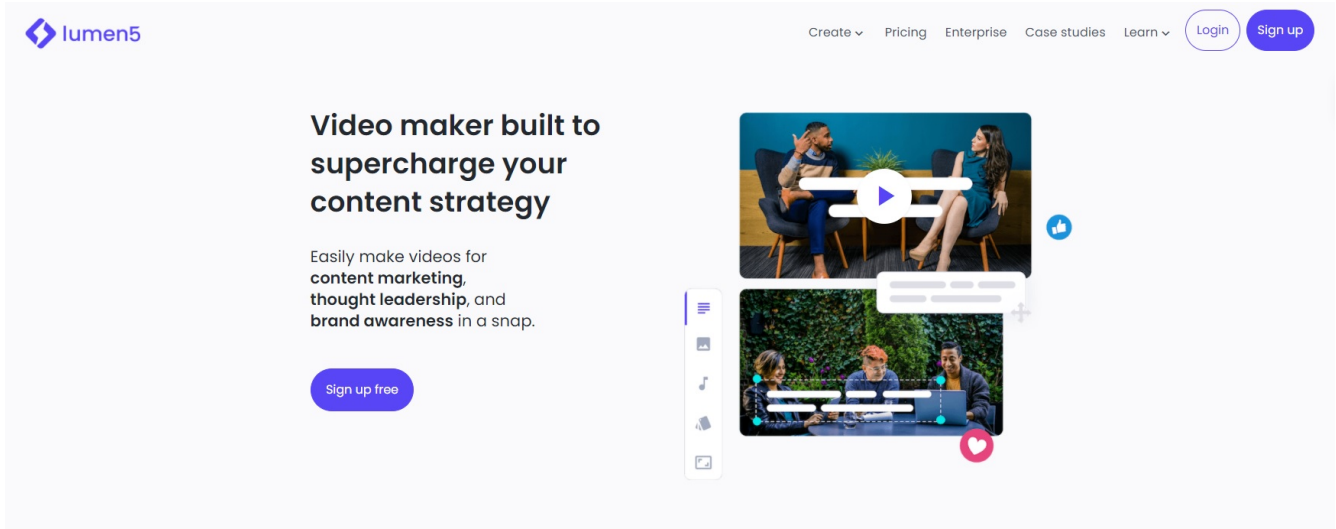 lumen5
Create Pricing Enterprise Case studies Learn Login Sign up
Video maker built to
supercharge your
content strategy
Easily make videos for
content marketing,
thought leadership, and
brand awareness in a snap.
Sign up free